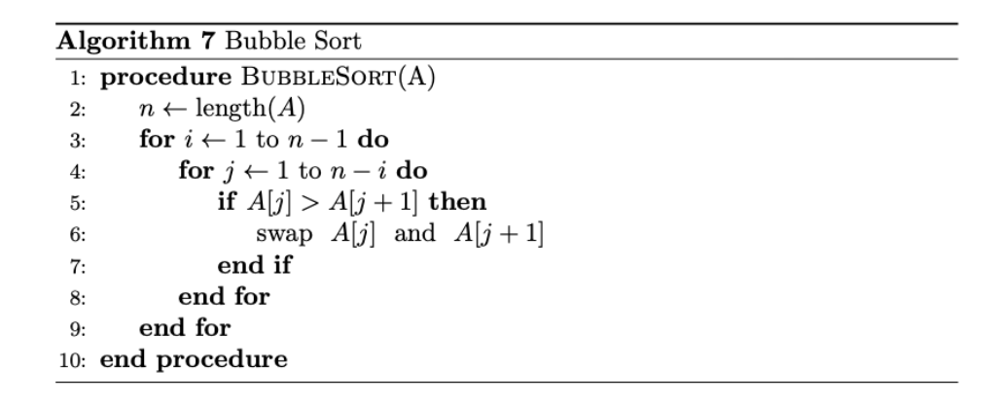 Algorithm 7 Bubble Sort
1: procedure BUBBLESORT(A)
2: n ← length(A)
3: for i ← 1 to n − 1 do
4: for j ← 1 to n − i do
5: if A[j] > A[j + 1] then
6: swap A[j] and A[j + 1]
7: end if
8: end for
9: end for
10: end procedure